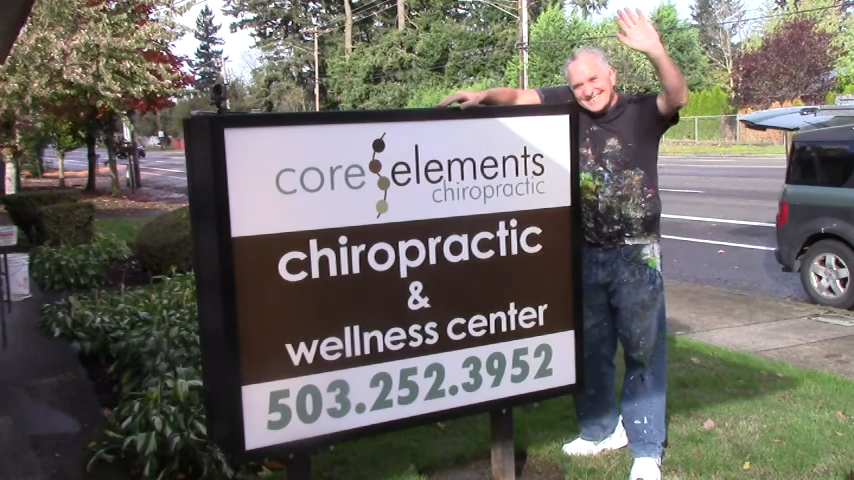 core elements
chiropractic
chiropractic
&
wellness center
503.252.3952